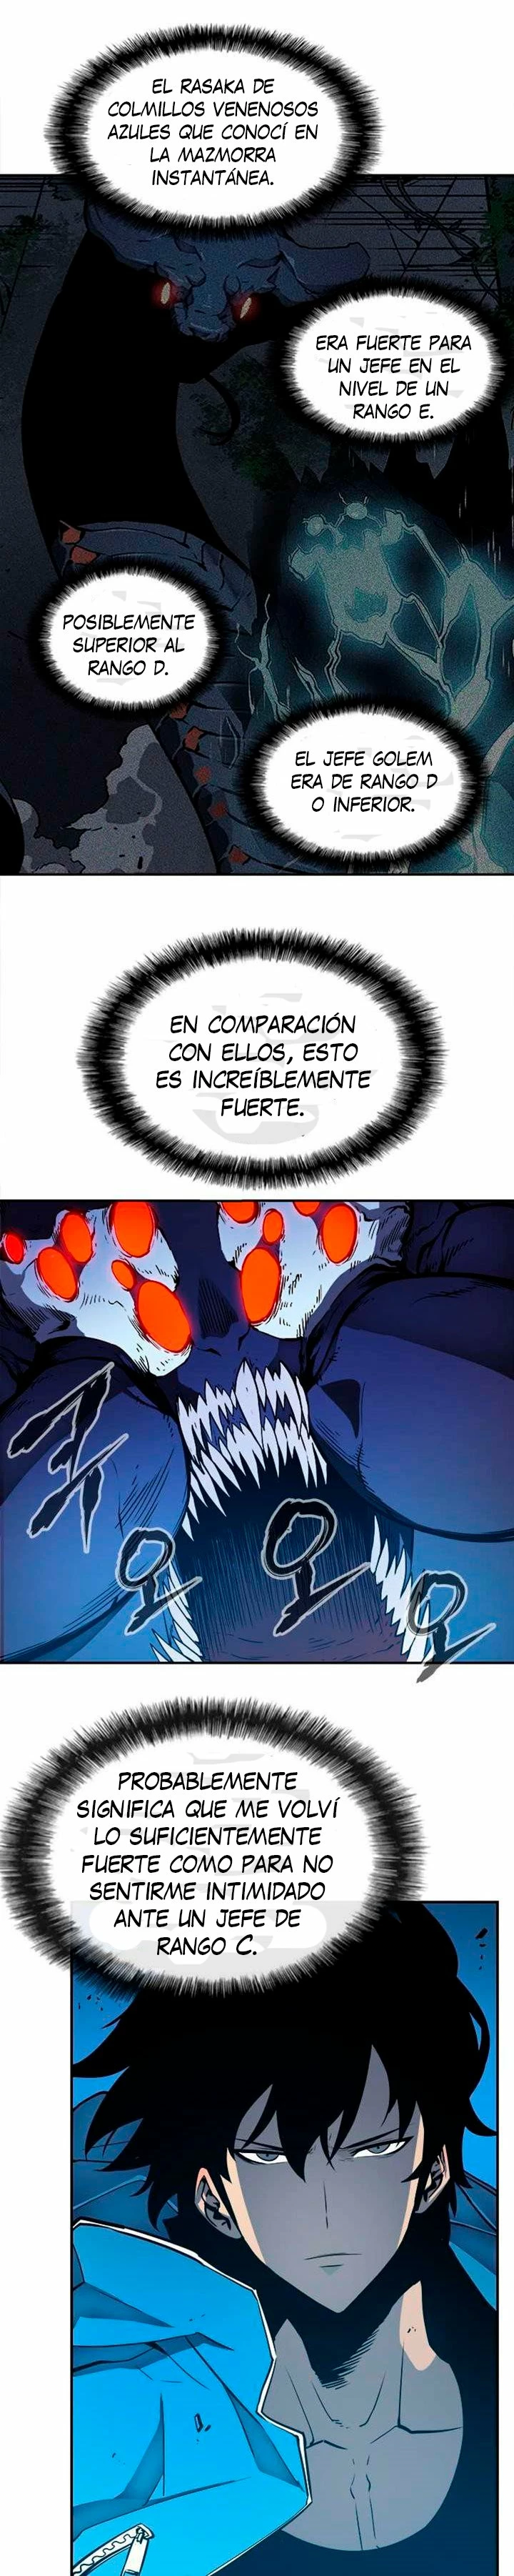 EL RASAKA DE
COLMILLOS VENENOSOS
AZULES QUE CONOCÍ EN
LA MAZMORRA
INSTANTÁNEA.
ERA FUERTE PARA
UN JEFE EN EL
NIVEL DE UN
RANGO E.
POSIBLEMENTE
SUPERIOR AL
RANGO D.
EL JEFE GOLEM
ERA DE RANGO D
O INFERIOR.
EN COMPARACIÓN
CON ELLOS, ESTO
ES INCREÍBLEMENTE
FUERTE.
크오오오
PROBABLEMENTE
SIGNIFICA QUE ME VOLVÍ
LO SUFICIENTEMENTE
FUERTE COMO PARA NO
SENTIRME INTIMIDADO
ANTE UN JEFE DE
RANGO C.